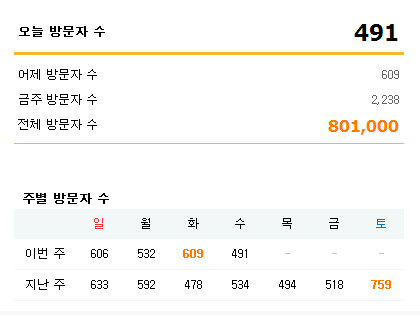 오늘 방문자 수 491
어제 방문자 수 609
금주 방문자 수 2,238
전체 방문자 수 801,000
주별 방문자 수
일 월 화 수 목 금 토
이번 주 606 532 609 491 - - -
지난 주 633 592 478 534 494 518 759